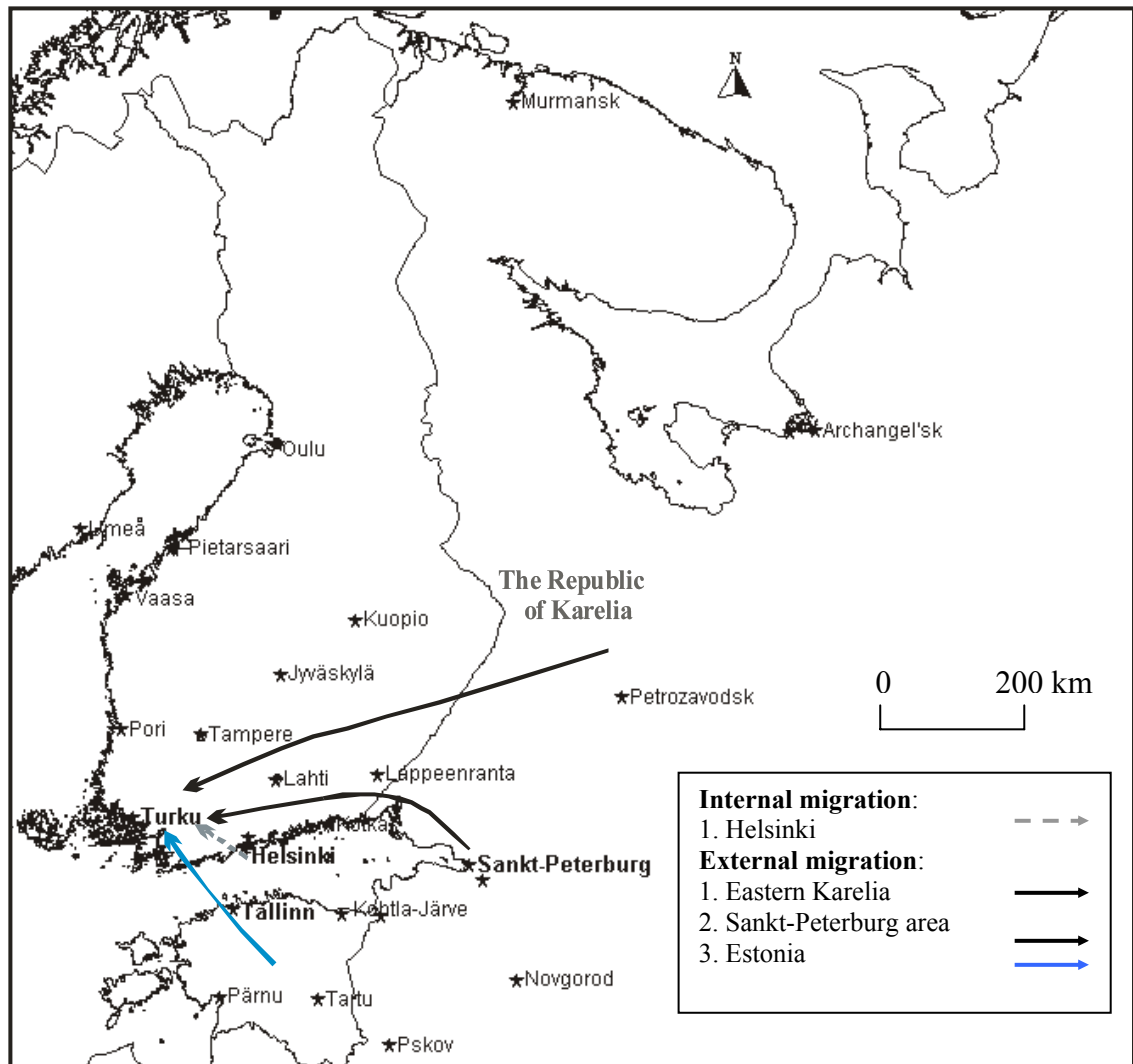 N
Murmansk
Archangel'sk
Oulu
Umeå
Pietarsaari
Vaasa
The Republic
of Karelia
Kuopio
Jyväskylä
Petrozavodsk
0 200 km
Pori
Tampere
Lahti
Lappeenranta
Turku
Kotka
Helsinki
Sankt-Peterburg
Tallinn
Kohtla-Järve
Novgorod
Pärnu
Tartu
Pskov
Internal migration:
1. Helsinki
External migration:
1. Eastern Karelia
2. Sankt-Peterburg area
3. Estonia